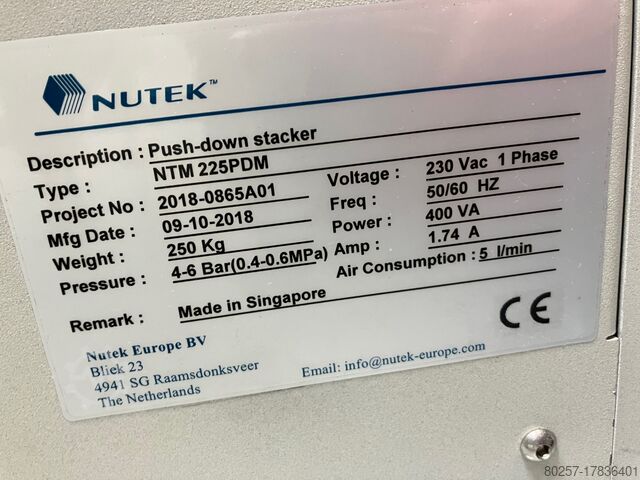 NUTEK™
Description : Push-down stacker
Type : NTM 225PDM
Project No : 2018-0865A01
Mfg Date : 09-10-2018
Weight : 250 Kg
Pressure : 4-6 Bar(0.4-0.6MPa)
Voltage : 230 Vac 1 Phase
Freq : 50/60 HZ
Power : 400 VA
Amp : 1.74 A
Air Consumption : 5 l/min
Remark : Made in Singapore
CE
Nutek Europe BV
Bliek 23
4941 SG Raamsdonksveer
The Netherlands
Email: info@nutek-europe.com
80257-17836401